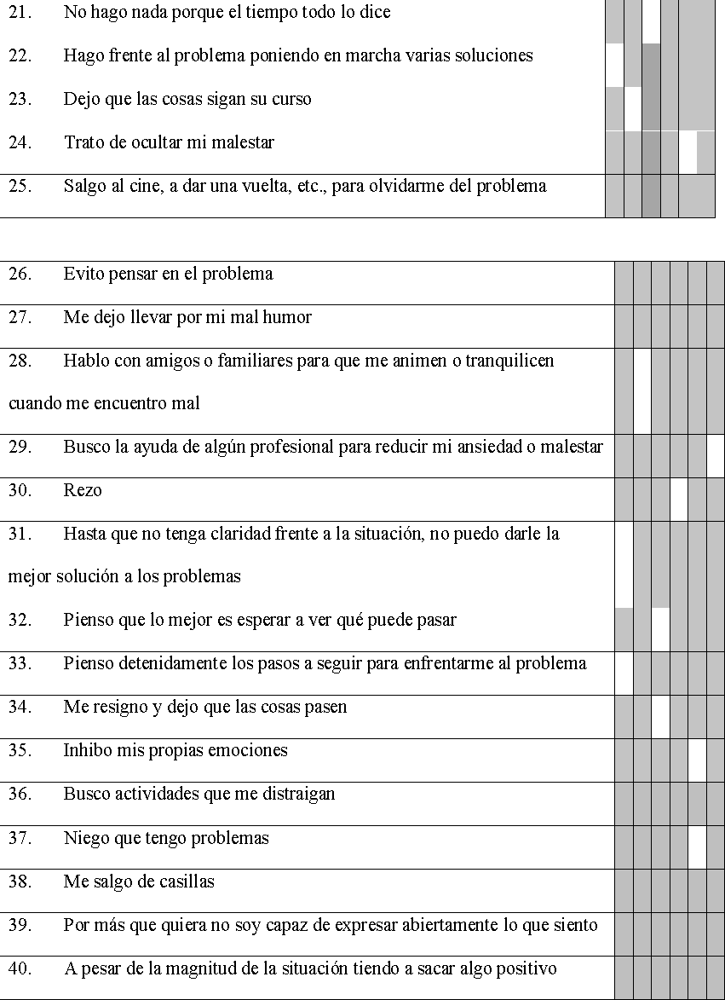 21. No hago nada porque el tiempo todo lo dice
22. Hago frente al problema poniendo en marcha varias soluciones
23. Dejo que las cosas sigan su curso
24. Trato de ocultar mi malestar
25. Salgo al cine, a dar una vuelta, etc., para olvidarme del problema
26. Evito pensar en el problema
27. Me dejo llevar por mi mal humor
28. Hablo con amigos o familiares para que me animen o tranquilicen
cuando me encuentro mal
29. Busco la ayuda de algún profesional para reducir mi ansiedad o malestar
30. Rezo
31. Hasta que no tenga claridad frente a la situación, no puedo darle la
mejor solución a los problemas
32. Pienso que lo mejor es esperar a ver qué puede pasar
33. Pienso detenidamente los pasos a seguir para enfrentarme al problema
34. Me resigno y dejo que las cosas pasen
35. Inhibo mis propias emociones
36. Busco actividades que me distraigan
37. Niego que tengo problemas
38. Me salgo de casillas
39. Por más que quiera no soy capaz de expresar abiertamente lo que siento
40. A pesar de la magnitud de la situación tiendo a sacar algo positivo